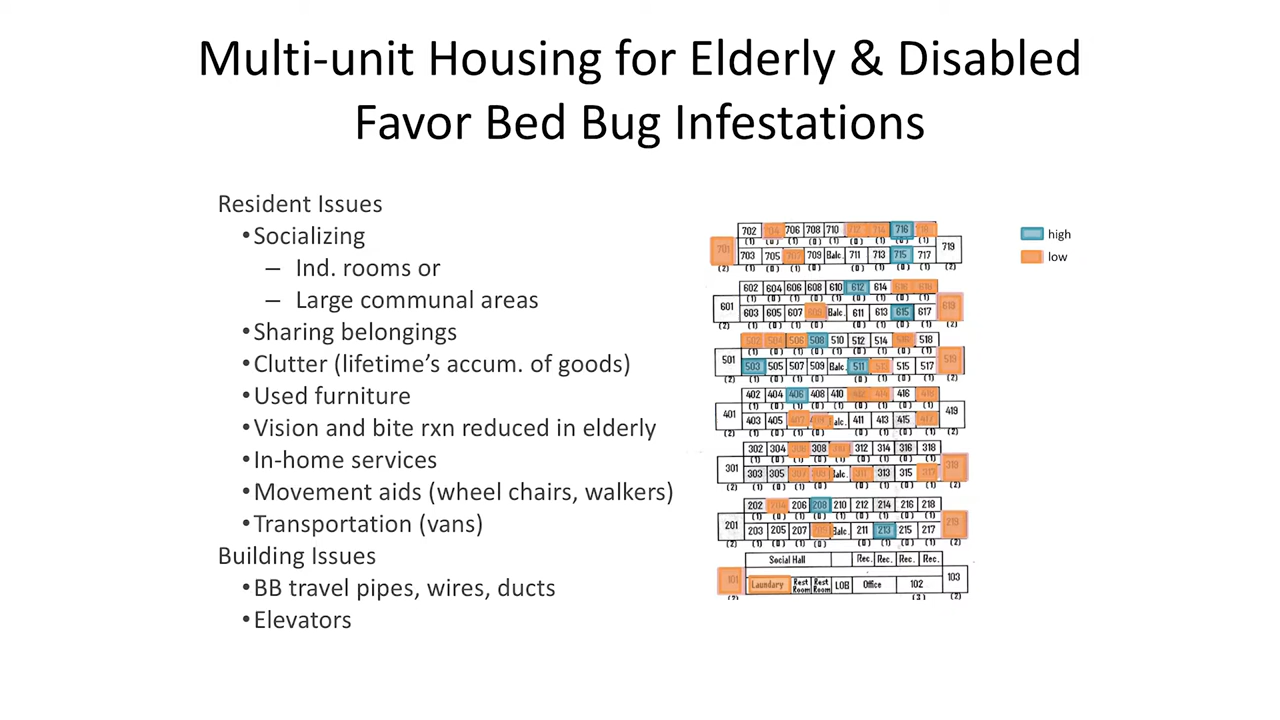 Multi-unit Housing for Elderly & Disabled
Favor Bed Bug Infestations
Resident Issues
•Socializing
– Ind. rooms or
– Large communal areas
•Sharing belongings
•Clutter (lifetime's accum. of goods)
•Used furniture
•Vision and bite rxn reduced in elderly
•In-home services
•Movement aids (wheel chairs, walkers)
•Transportation (vans)
Building Issues
•BB travel pipes, wires, ducts
•Elevators
high
low
702 706 708 710 716
701 719
703 705 709 Balc. 711 713 715 717
602 604 606 608 610 612 614
601
603 605 607 Balc. 611 613 615 617
506 508 510 512 514 518
501
503 505 507 509 Balc. 511 515 517
402 404 406 408 410 416
401 419
403 405 Balc. 411 413 415
302 304 308 312 314 316 318
301
303 305 Balc. 313 315 317
202 206 208 210 212 214 216 218
201 219
203 205 207 Balc. 211 213 215 217
Social Hall Rec. Rec. Rec. Rec.
101 103
Laundary Rest Room Rest Room LOB Office 102